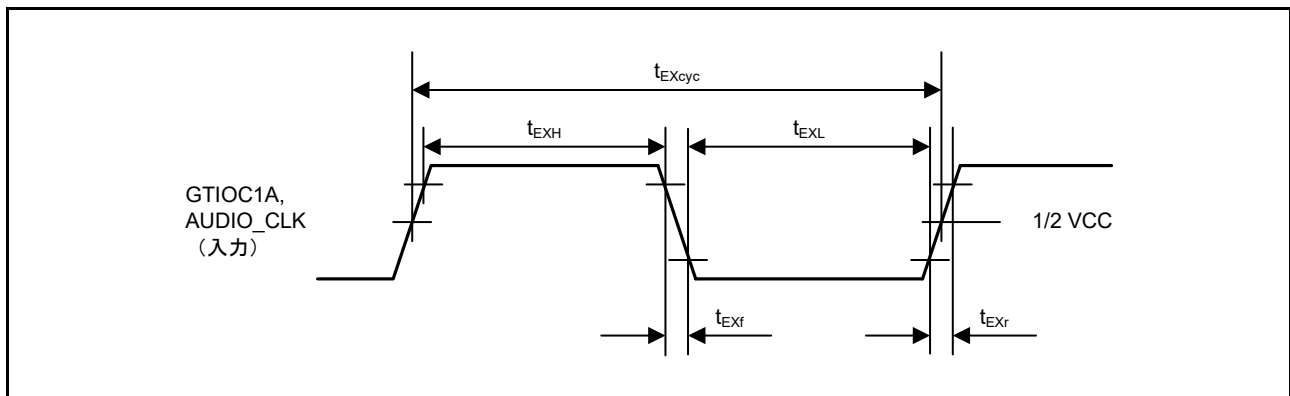 tEXcyc
tEXH
tEXL
GTIOC1A,
AUDIO_CLK
（入力）
1/2 VCC
tEXf
tEXr